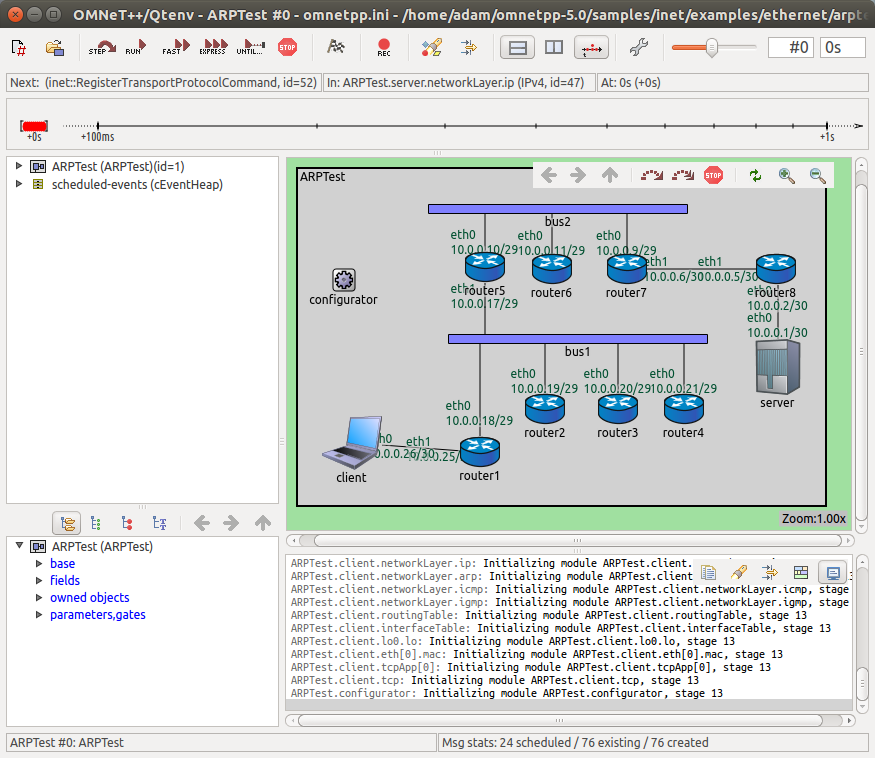 OMNeT++/Qtenv - ARPTest #0 - omnetpp.ini - /home/adam/omnetpp-5.0/samples/inet/examples/ethernet/arpte
STEP RUN FAST EXPRESS UNTIL... STOP REC #0 0s
Next: (inet::RegisterTransportProtocolCommand, id=52) In: ARPTest.server.networkLayer.ip (IPv4, id=47) At: 0s (+0s)
+0s +100ms +1s
ARPTest (ARPTest)(id=1)
scheduled-events (cEventHeap)
ARPTest (ARPTest)
base
fields
owned objects
parameters,gates
ARPTest
STOP
bus2
eth0 eth0 eth0
10.0.0.10/29 10.0.0.11/29 10.0.0.9/29
eth1 eth1
10.0.0.6/30 10.0.0.5/30
router5 router6 router7 router8
configurator
eth1
10.0.0.17/29
eth0
10.0.0.2/30
eth0
10.0.0.1/30
server
bus1
eth0 eth0 eth0
10.0.0.19/29 10.0.0.20/29 10.0.0.21/29
router2 router3 router4
eth0
10.0.0.18/29
eth1
client
router1
Zoom:1.00x
ARPTest.client.networkLayer.ip: Initializing module ARPTest.client.
ARPTest.client.networkLayer.arp: Initializing module ARPTest.client.
ARPTest.client.networkLayer.icmp: Initializing module ARPTest.client.networkLayer.icmp, stage
ARPTest.client.networkLayer.igmp: Initializing module ARPTest.client.networkLayer.igmp, stage
ARPTest.client.routingTable: Initializing module ARPTest.client.routingTable, stage 13
ARPTest.client.interfaceTable: Initializing module ARPTest.client.interfaceTable, stage 13
ARPTest.client.lo0.lo: Initializing module ARPTest.client.lo0.lo, stage 13
ARPTest.client.eth[0].mac: Initializing module ARPTest.client.eth[0].mac, stage 13
ARPTest.client.tcpApp[0]: Initializing module ARPTest.client.tcpApp[0], stage 13
ARPTest.client.tcp: Initializing module ARPTest.client.tcp, stage 13
ARPTest.configurator: Initializing module ARPTest.configurator, stage 13
ARPTest #0: ARPTest
Msg stats: 24 scheduled / 76 existing / 76 created